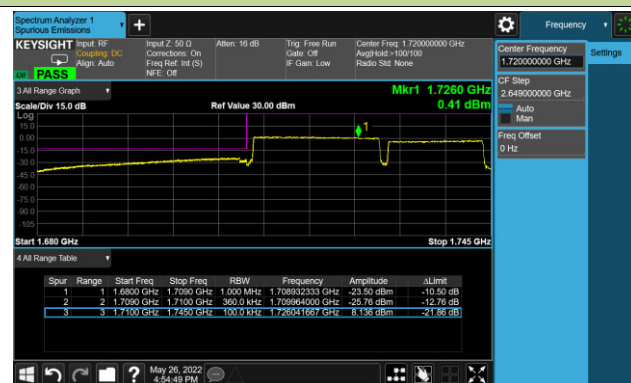 Spectrum Analyzer 1
Spurious Emissions
Frequency
KEYSIGHT Input: RF
Coupling: DC
Align: Auto
PASS
Input Z: 50 Ω
Corrections: On
Freq Ref: Int (S)
NFE: Off
Atten: 16 dB
Trig: Free Run
Gate: Off
IF Gain: Low
Center Freq: 1.720000000 GHz
Avg|Hold:>100/100
Radio Std: None
Center Frequency
1.720000000 GHz
Settings
CF Step
2.649000000 GHz
Auto
Man
Freq Offset
0 Hz
3 All Range Graph
Mkr1 1.7260 GHz
Scale/Div 15.0 dB
Ref Value 30.00 dBm
0.41 dBm
Log
15.0
0.00
-15.0
-30.0
-45.0
-60.0
-75.0
-90.0
-105
1
Start 1.680 GHz
Stop 1.745 GHz
4 All Range Table
Spur Range Start Freq Stop Freq RBW Frequency Amplitude ΔLimit
1 1 1.6800 GHz 1.7090 GHz 1.000 MHz 1.708932333 GHz -23.50 dBm -10.50 dB
2 2 1.7090 GHz 1.7100 GHz 360.0 kHz 1.709964000 GHz -25.76 dBm -12.76 dB
3 3 1.7100 GHz 1.7450 GHz 100.0 kHz 1.726041667 GHz 8.136 dBm -21.86 dB
May 26, 2022
4:54:49 PM